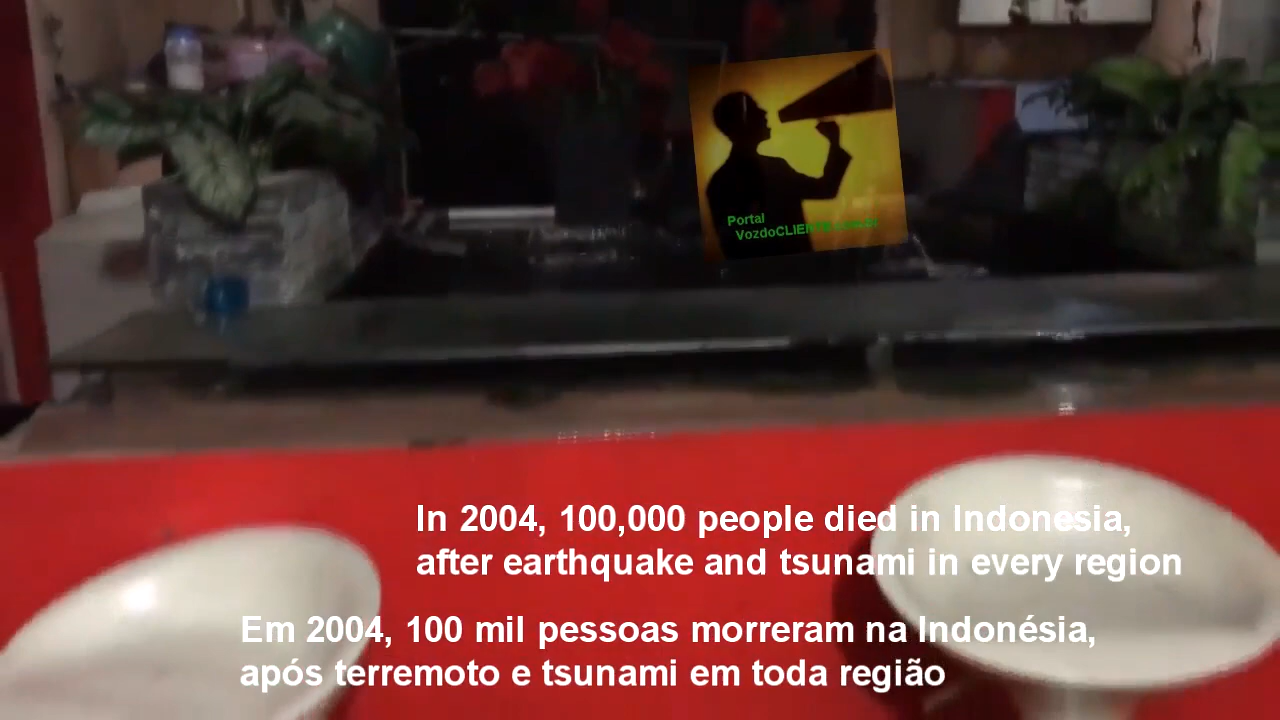 Portal
VozdoCLIENTE.com.br
In 2004, 100,000 people died in Indonesia,
after earthquake and tsunami in every region
Em 2004, 100 mil pessoas morreram na Indonésia,
após terremoto e tsunami em toda região